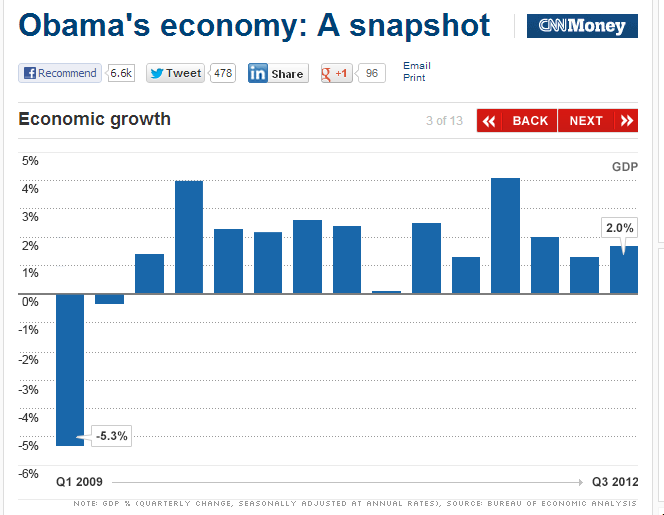 Obama's economy: A snapshot
CNNMoney
Recommend 6.6k Tweet 478 in Share g +1 96 Email
Print
Economic growth 3 of 13 BACK NEXT
5%
GDP
4%
3%
2.0%
2%
1%
0%
-1%
-2%
-3%
-4%
-5.3%
-5%
-6%
Q1 2009 Q3 2012
NOTE: GDP % (QUARTERLY CHANGE, SEASONALLY ADJUSTED AT ANNUAL RATES), SOURCE: BUREAU OF ECONOMIC ANALYSIS